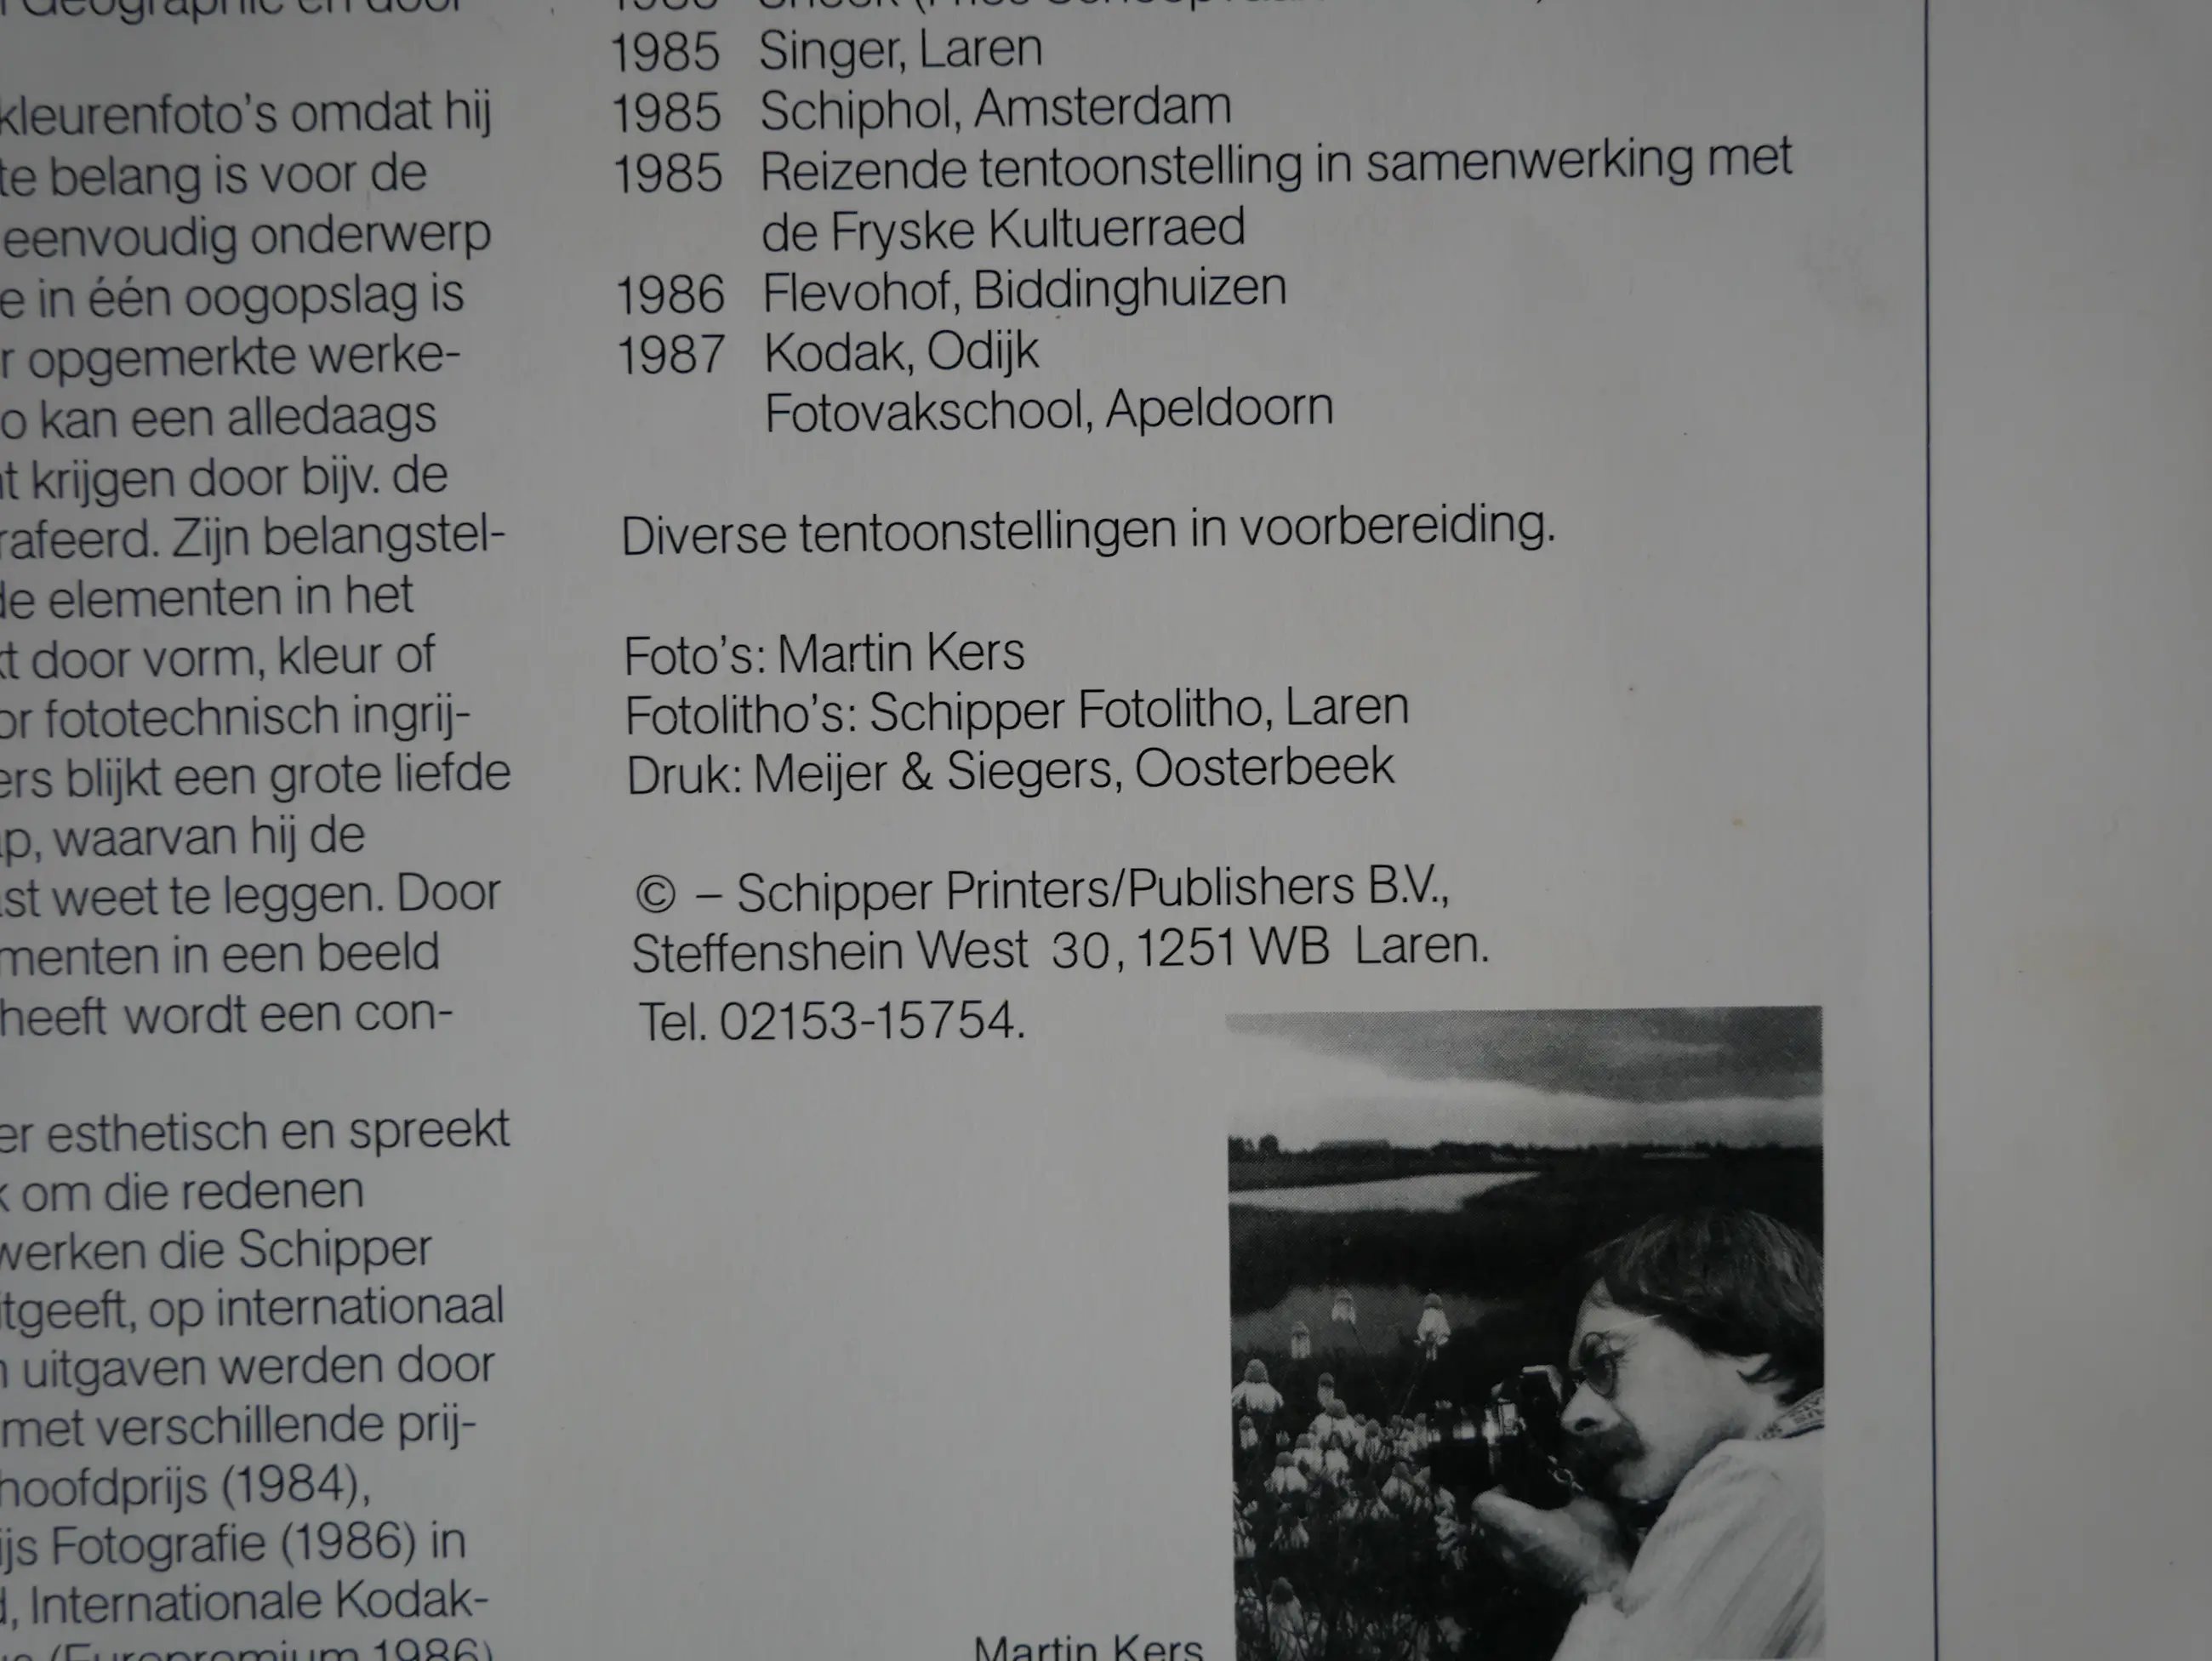 Geographic en door
kleurenfoto's omdat hij
te belang is voor de
eenvoudig onderwerp
e in één oogopslag is
r opgemerkte werke-
o kan een alledaags
t krijgen door bijv. de
rafeerd. Zijn belangstel-
de elementen in het
t door vorm, kleur of
or fototechnisch ingrij-
ers blijkt een grote liefde
p, waarvan hij de
st weet te leggen. Door
menten in een beeld
heeft wordt een con-
er esthetisch en spreekt
k om die redenen
werken die Schipper
itgeeft, op internationaal
n uitgaven werden door
met verschillende prij-
hoofdprijs (1984),
ijs Fotografie (1986) in
d, Internationale Kodak-
(Europremium 1986)
1985 Singer, Laren
1985 Schiphol, Amsterdam
1985 Reizende tentoonstelling in samenwerking met
de Fryske Kultuerraed
1986 Flevohof, Biddinghuizen
1987 Kodak, Odijk
Fotovakschool, Apeldoorn
Diverse tentoonstellingen in voorbereiding.
Foto's: Martin Kers
Fotolitho's: Schipper Fotolitho, Laren
Druk: Meijer & Siegers, Oosterbeek
© – Schipper Printers/Publishers B.V.,
Steffenshein West 30, 1251 WB Laren.
Tel. 02153-15754.
Martin Kers